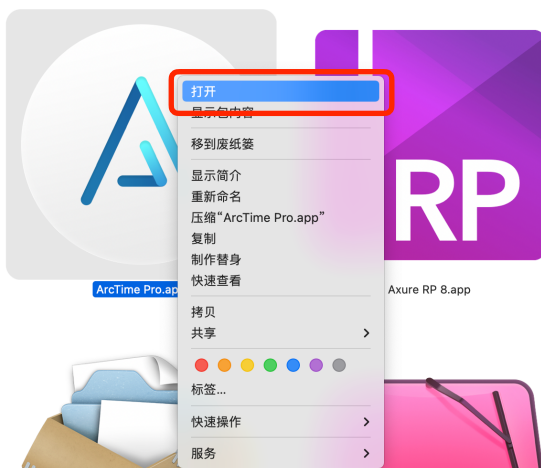 打开
显示包内容
移到废纸篓
显示简介
重新命名
压缩“ArcTime Pro.app”
复制
制作替身
快速查看
拷贝
共享
标签...
快速操作
服务
ArcTime Pro.ap
RP
Axure RP 8.app